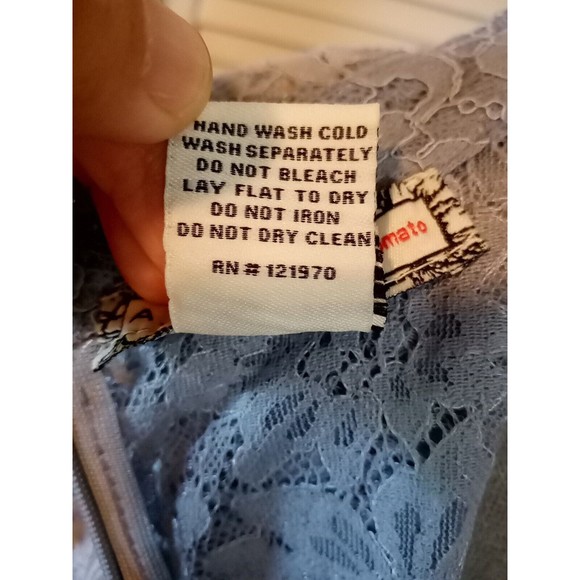 HAND WASH COLD
WASH SEPARATELY
DO NOT BLEACH
LAY FLAT TO DRY
DO NOT IRON
DO NOT DRY CLEAN
RN # 121970
mato